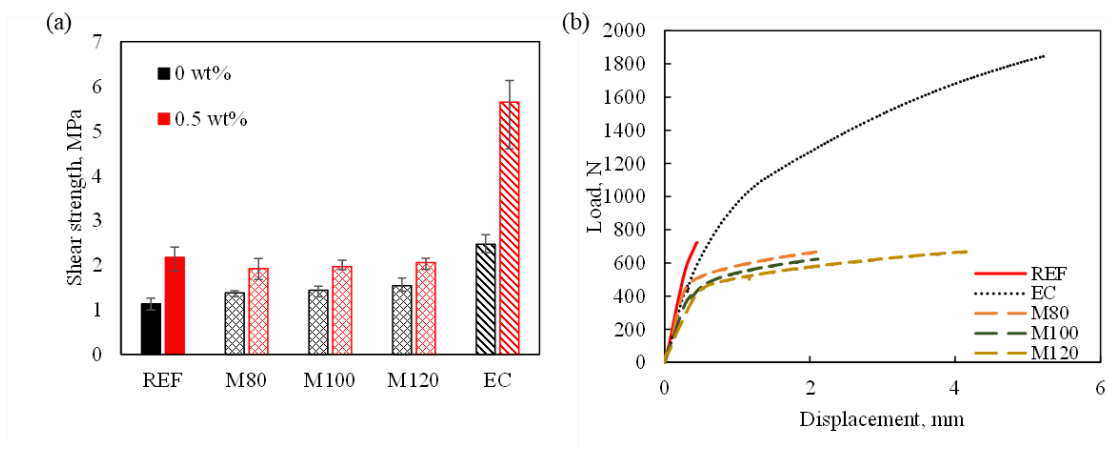 (a)
7
6
5
4
3
2
1
0
Shear strength, MPa
0 wt%
0.5 wt%
REF M80 M100 M120 EC
(b)
2000
1800
1600
1400
1200
1000
800
600
400
200
0
Load, N
REF
EC
M80
M100
M120
0 2 4 6
Displacement, mm